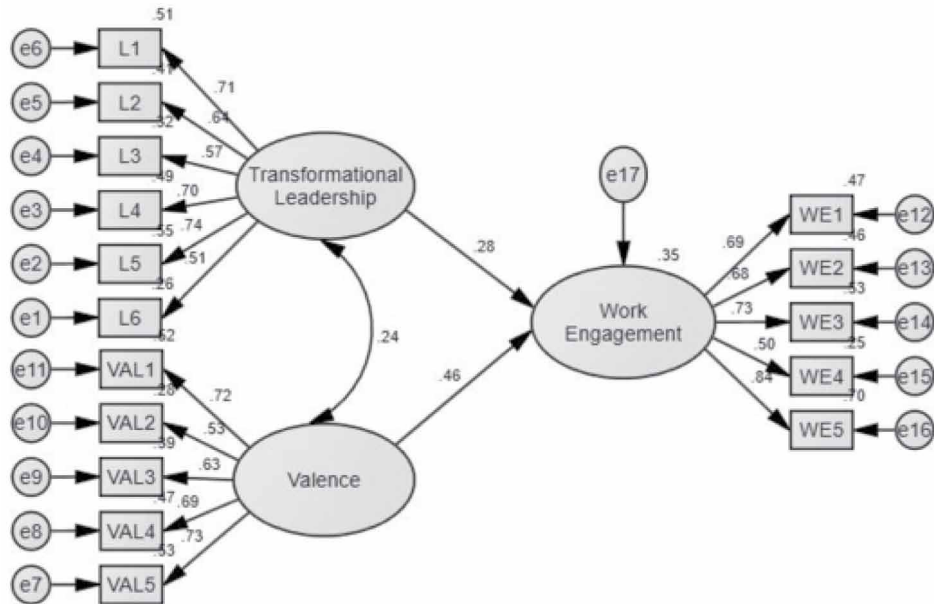 .51
e6 L1
.41
.71
e5 L2
.32
.64
e4 L3
.57
.49
Transformational
Leadership
e3 L4
.70
.55
.74
e2 L5
.51
.26
e1 L6
.52
e11 VAL1
.72
.28
e10 VAL2
.53
.39
e9 VAL3
.63
.47
.69
e8 VAL4
.73
.53
e7 VAL5
Valence
.24
.28
.46
e17
.35
Work
Engagement
.47
.69
WE1 e12
.46
.68
WE2 e13
.53
.73
WE3 e14
.25
.50
WE4 e15
.70
.84
WE5 e16